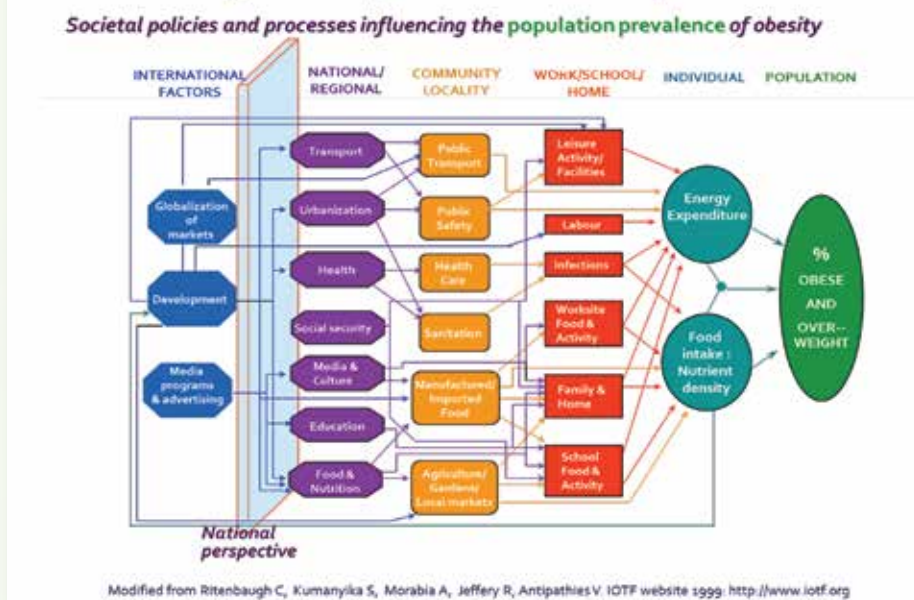 Societal policies and processes influencing the population prevalence of obesity
INTERNATIONAL
FACTORS
NATIONAL/
REGIONAL
COMMUNITY
LOCALITY
WORK/SCHOOL/
HOME
INDIVIDUAL
POPULATION
Globalization
of
markets
Development
Media
programs
& advertising
Transport
Urbanization
Health
Social security
Media &
Culture
Education
Food &
Nutrition
National
perspective
Public
Transport
Public
Safety
Health
Care
Sanitation
Manufactured/
Imported
Food
Agriculture/
Gardens/
Local markets
Leisure
Activity/
Facilities
Labour
Infections
Worksite
Food &
Activity
Family &
Home
School
Food &
Activity
Energy
Expenditure
Food
intake :
Nutrient
density
%
OBESE
AND
OVER--
WEIGHT
Modified from Ritenbaugh C, Kumanyika S, Morabia A, Jeffery R, Antipathies V. IOTF website 1999: http://www.iotf.org